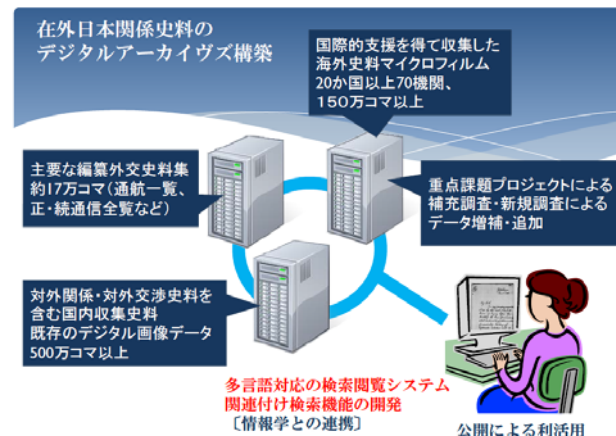 在外日本関係史料の
デジタルアーカイヴズ構築
国際的支援を得て収集した
海外史料マイクロフィルム
20か国以上70機関、
150万コマ以上
主要な編纂外交史料集
約17万コマ(通航一覧、
正・続通信全覧など)
重点課題プロジェクトによる
補充調査・新規調査による
データ増補・追加
対外関係・対外交渉史料を
含む国内収集史料
既存のデジタル画像データ
500万コマ以上
多言語対応の検索閲覧システム
関連付け検索機能の開発
〔情報学との連携〕
公開による利活用